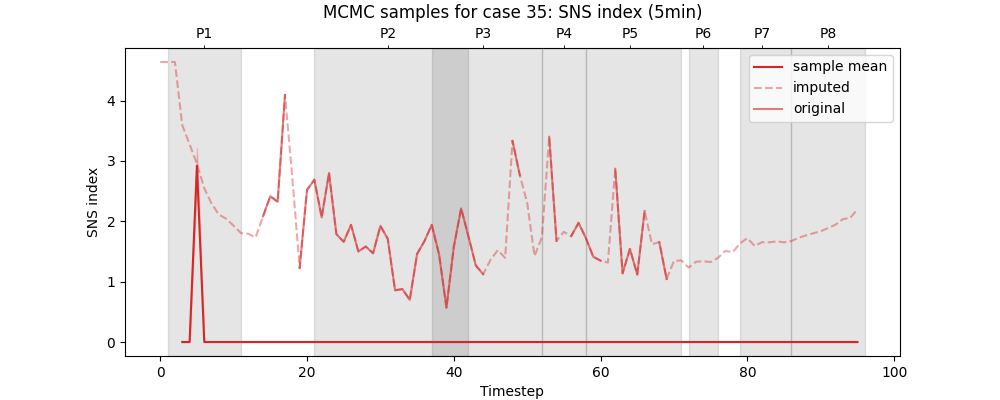 MCMC samples for case 35: SNS index (5min)
P1 P2 P3 P4 P5 P6 P7 P8
sample mean
imputed
original
SNS index
4
3
2
1
0
0 20 40 60 80 100
Timestep